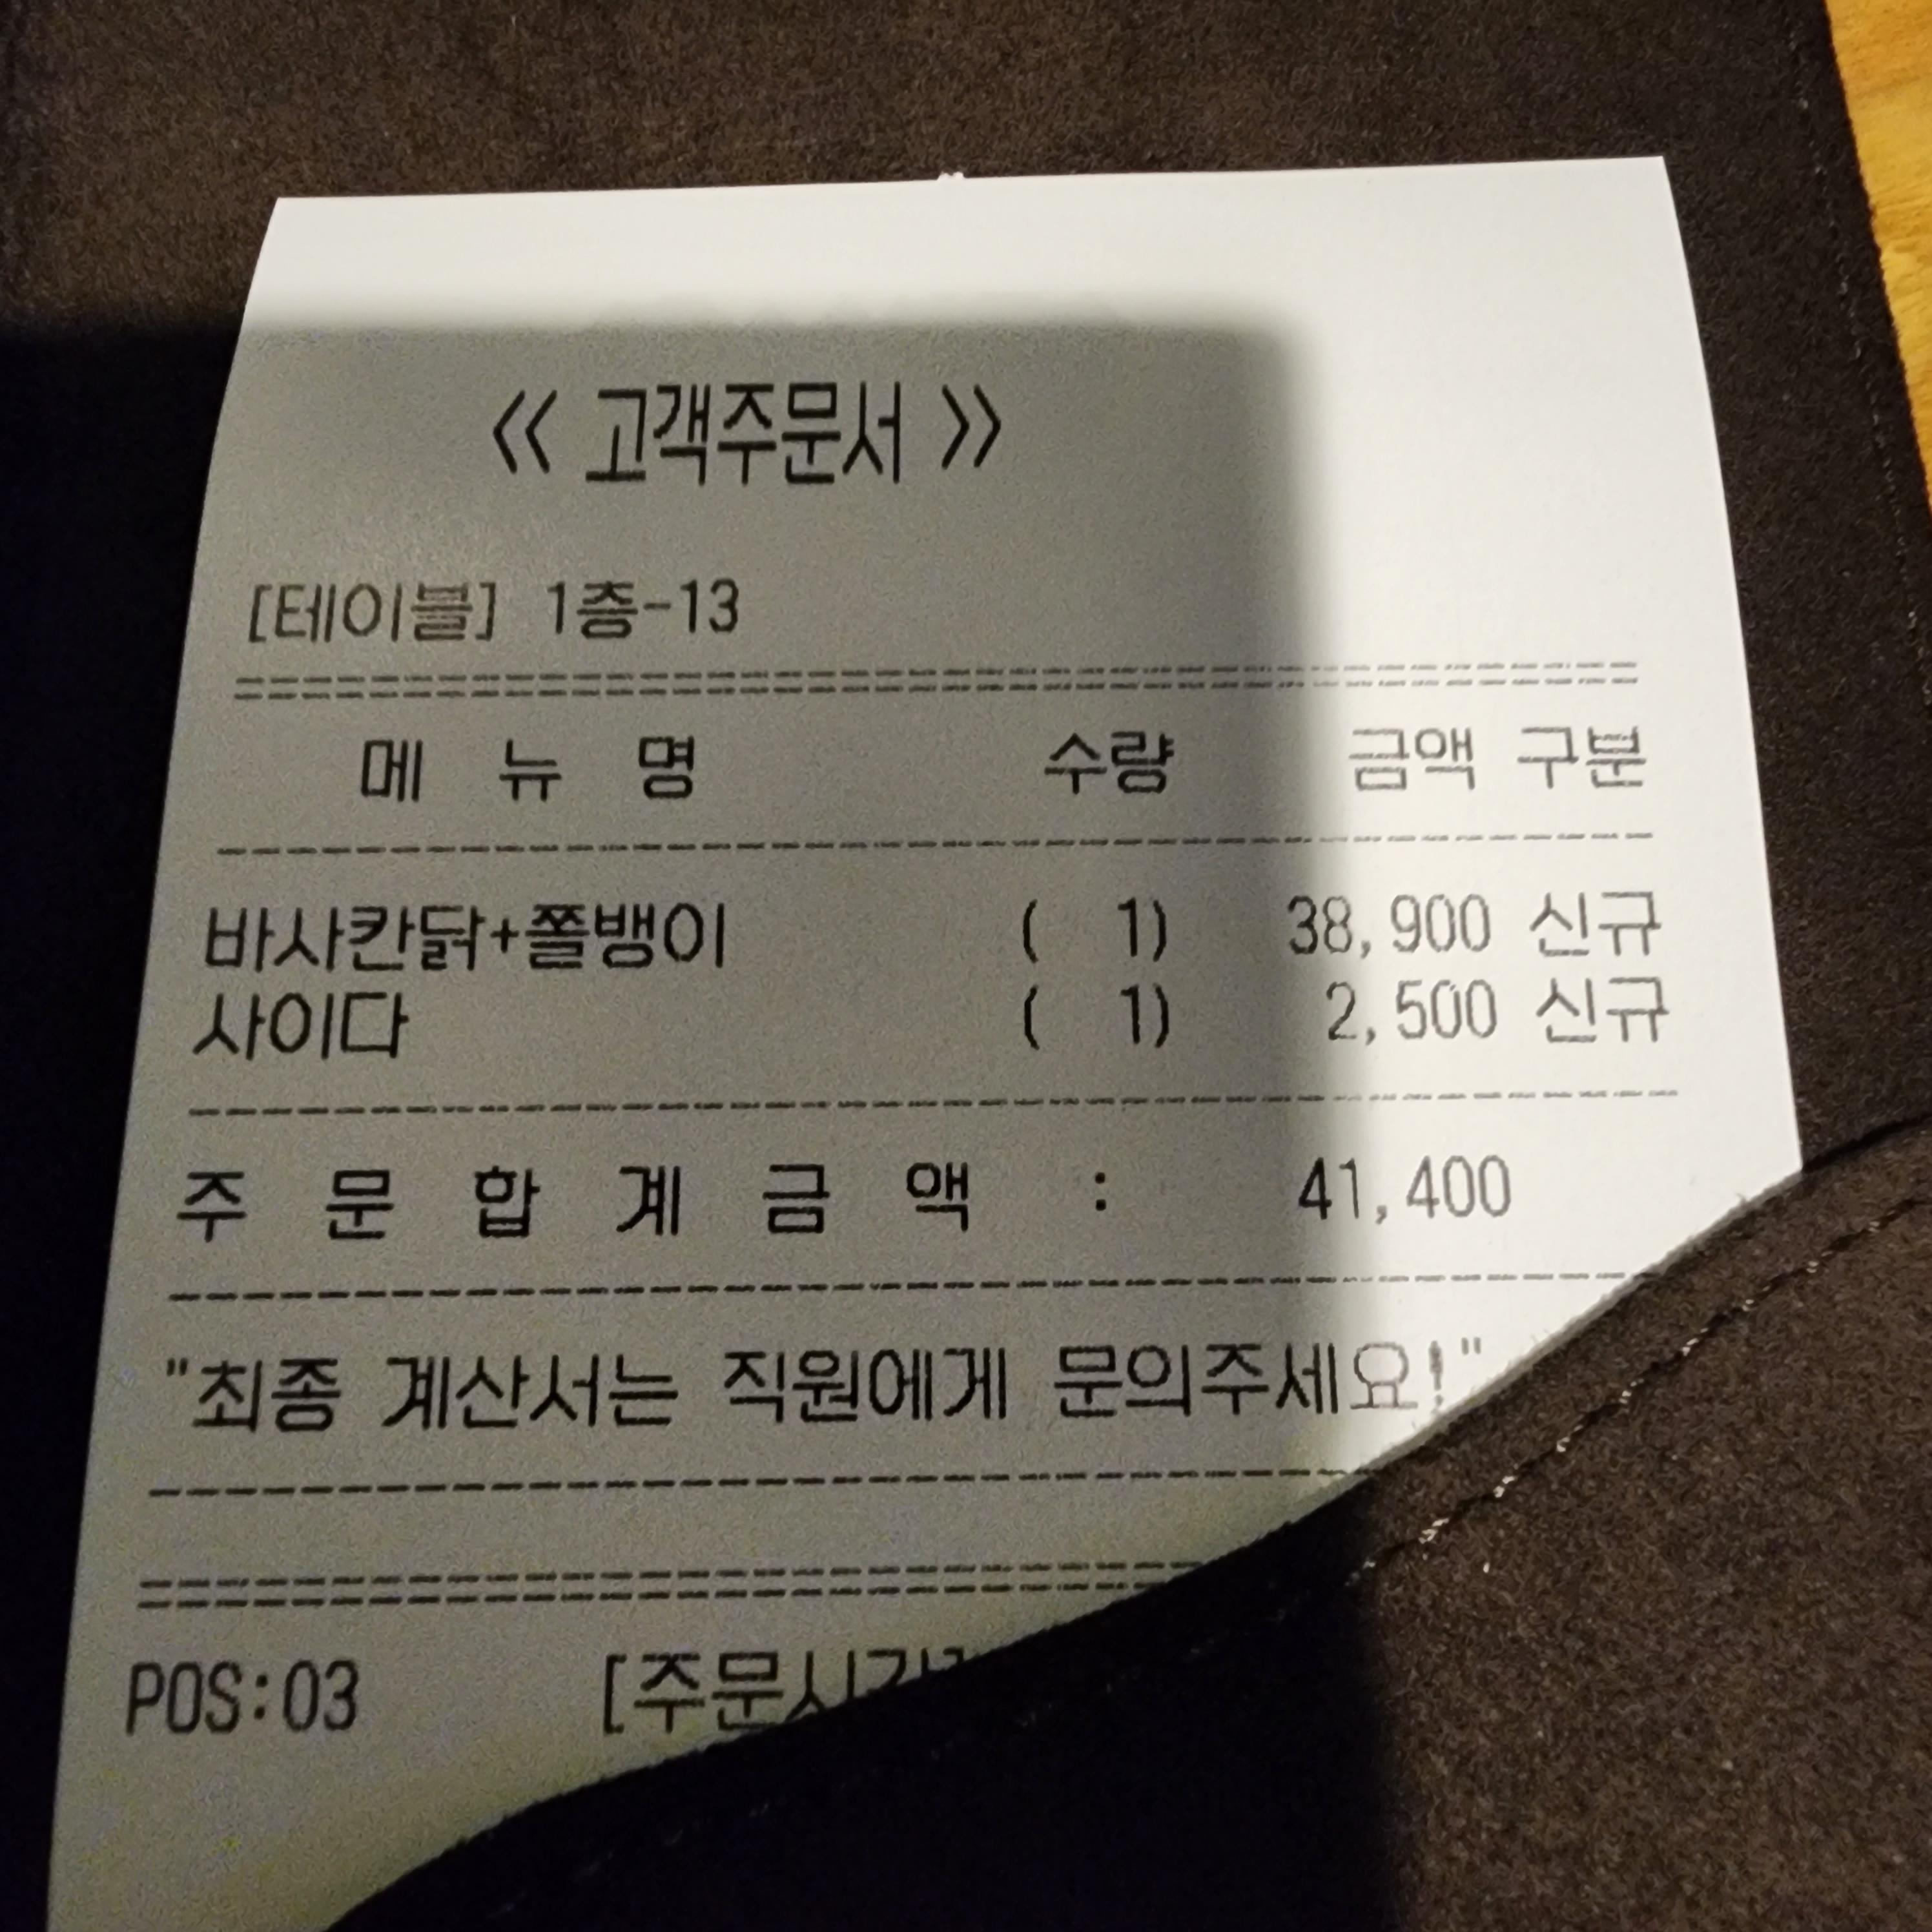 << 고객주문서 >>
[테이블] 1층-13
메 뉴 명 수량 금액 구분
바사칸닭+쫄뱅이 ( 1) 38,900 신규
사이다 ( 1) 2,500 신규
주 문 합 계 금 액 : 41,400
"최종 계산서는 직원에게 문의주세요!"
POS:03